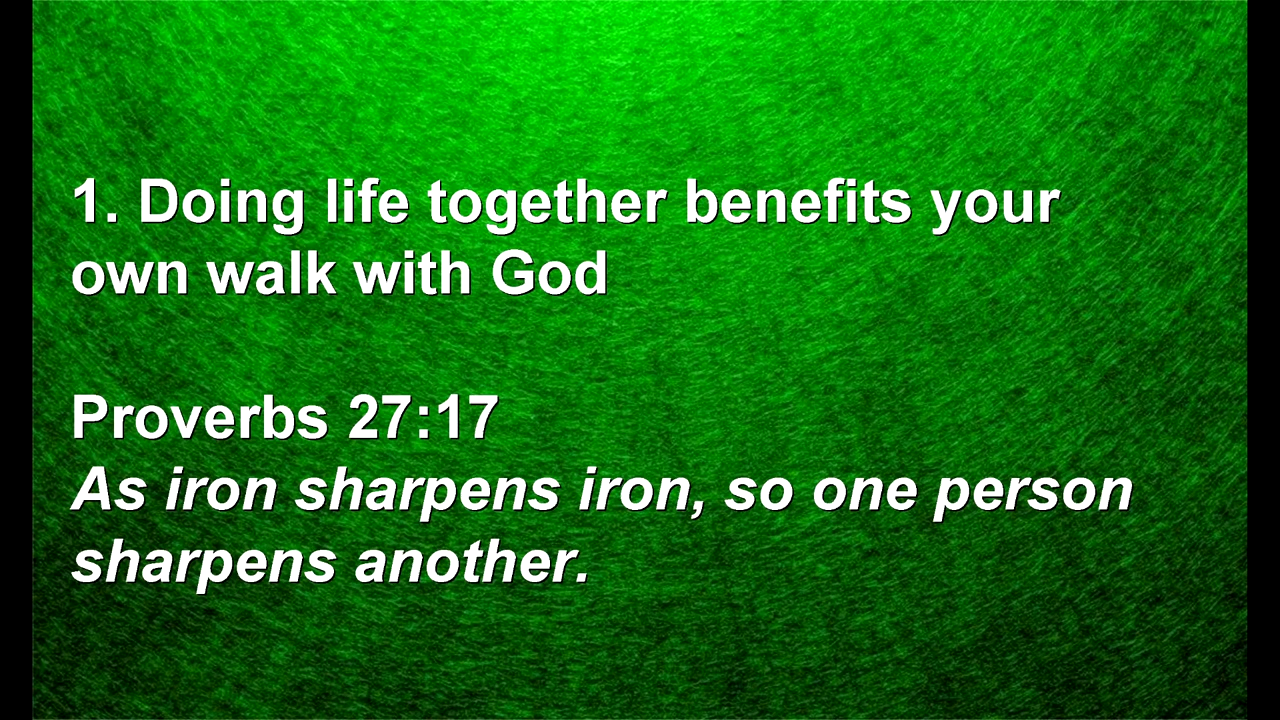 1. Doing life together benefits your
own walk with God
Proverbs 27:17
As iron sharpens iron, so one person
sharpens another.